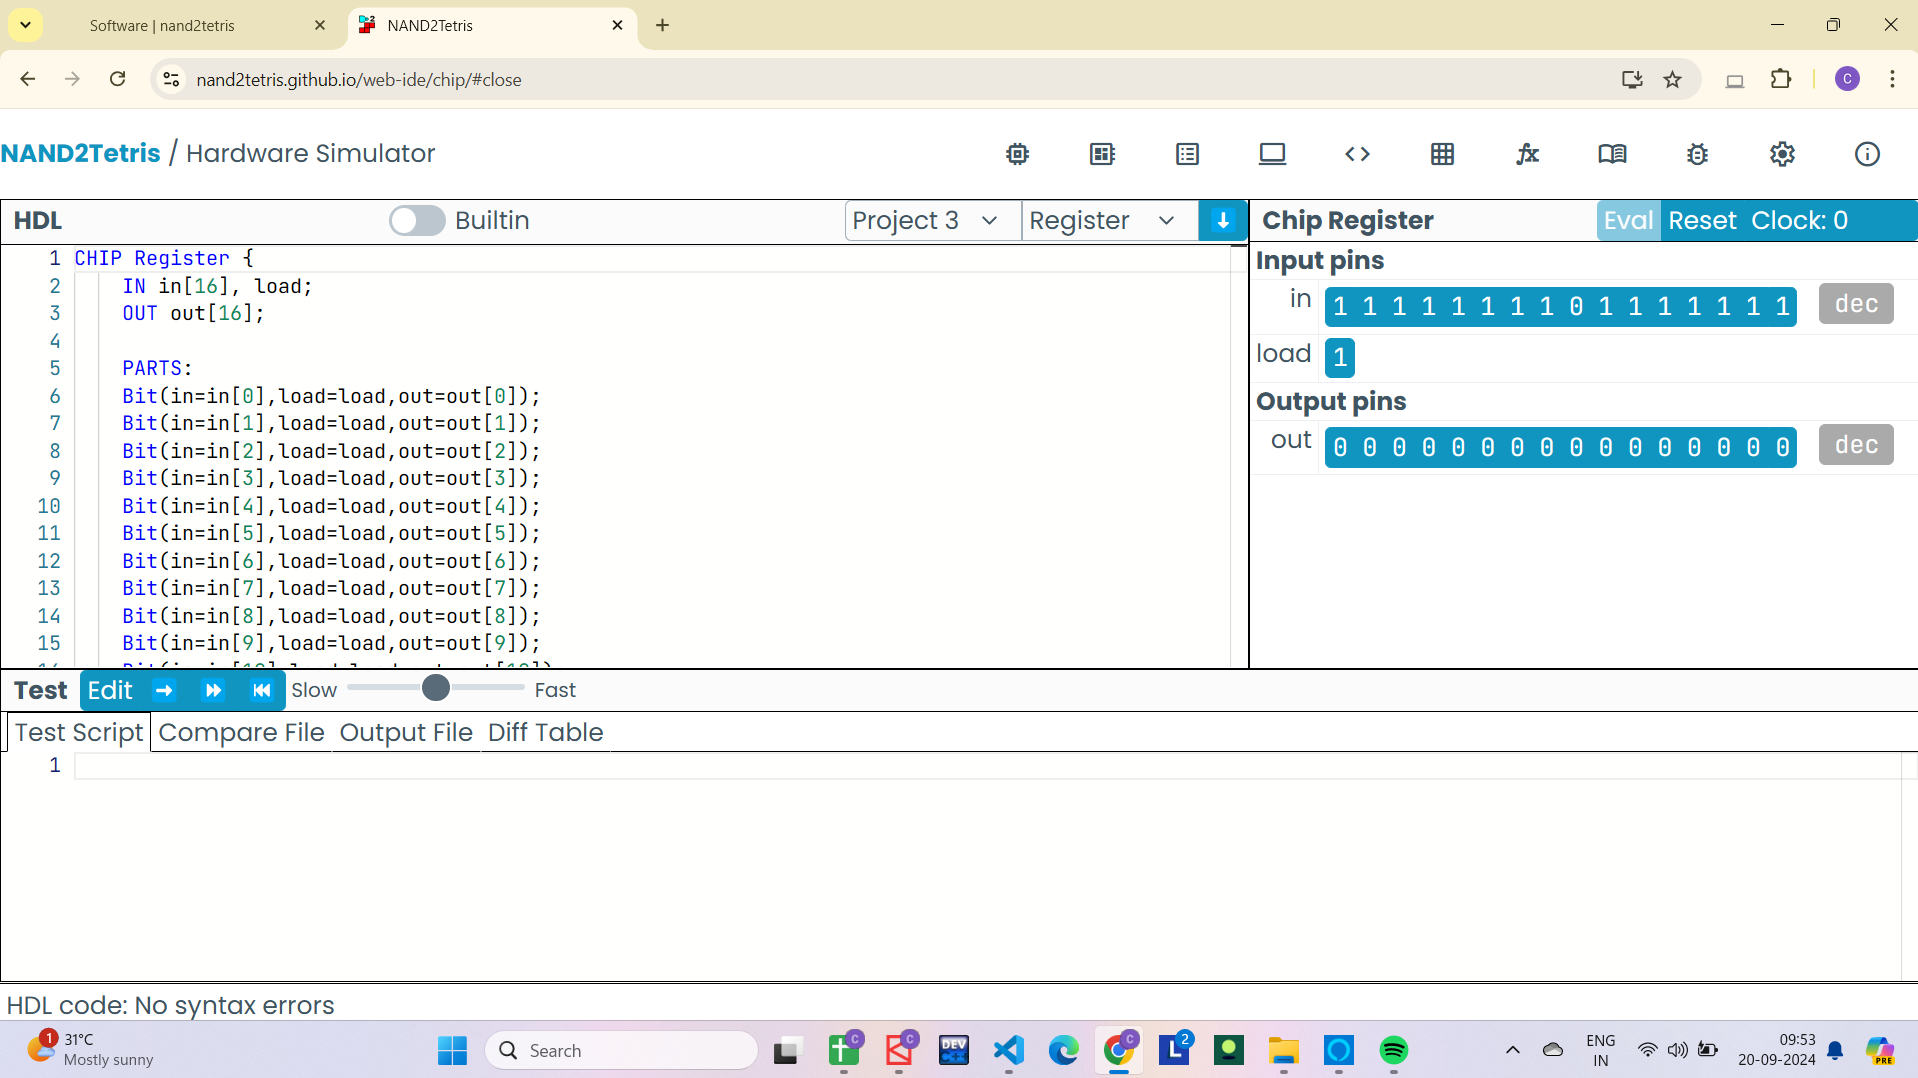 Software | nand2tetris
NAND2Tetris
nand2tetris.github.io/web-ide/chip/#close
C
NAND2Tetris / Hardware Simulator
HDL
Builtin
Project 3
Register
Chip Register
Eval
Reset
Clock: 0
1 CHIP Register {
2 IN in[16], load;
3 OUT out[16];
4
5 PARTS:
6 Bit(in=in[0],load=load,out=out[0]);
7 Bit(in=in[1],load=load,out=out[1]);
8 Bit(in=in[2],load=load,out=out[2]);
9 Bit(in=in[3],load=load,out=out[3]);
10 Bit(in=in[4],load=load,out=out[4]);
11 Bit(in=in[5],load=load,out=out[5]);
12 Bit(in=in[6],load=load,out=out[6]);
13 Bit(in=in[7],load=load,out=out[7]);
14 Bit(in=in[8],load=load,out=out[8]);
15 Bit(in=in[9],load=load,out=out[9]);
Input pins
in 1 1 1 1 1 1 1 1 0 1 1 1 1 1 1 1 dec
load 1
Output pins
out 0 0 0 0 0 0 0 0 0 0 0 0 0 0 0 0 dec
Test Edit Slow Fast
Test Script Compare File Output File Diff Table
1
HDL code: No syntax errors
1
31°C
Mostly sunny
Search
C
C
DEV
C++
C
L
2
ENG
IN
09:53
20-09-2024
PRE